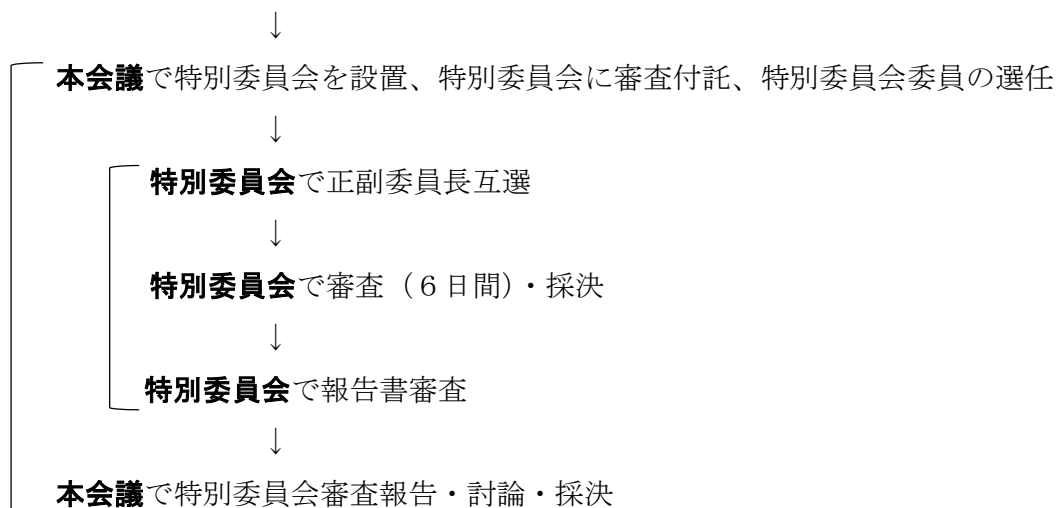 ↓
本会議で特別委員会を設置、特別委員会に審査付託、特別委員会委員の選任
↓
特別委員会で正副委員長互選
↓
特別委員会で審査（６日間）・採決
↓
特別委員会で報告書審査
↓
本会議で特別委員会審査報告・討論・採決